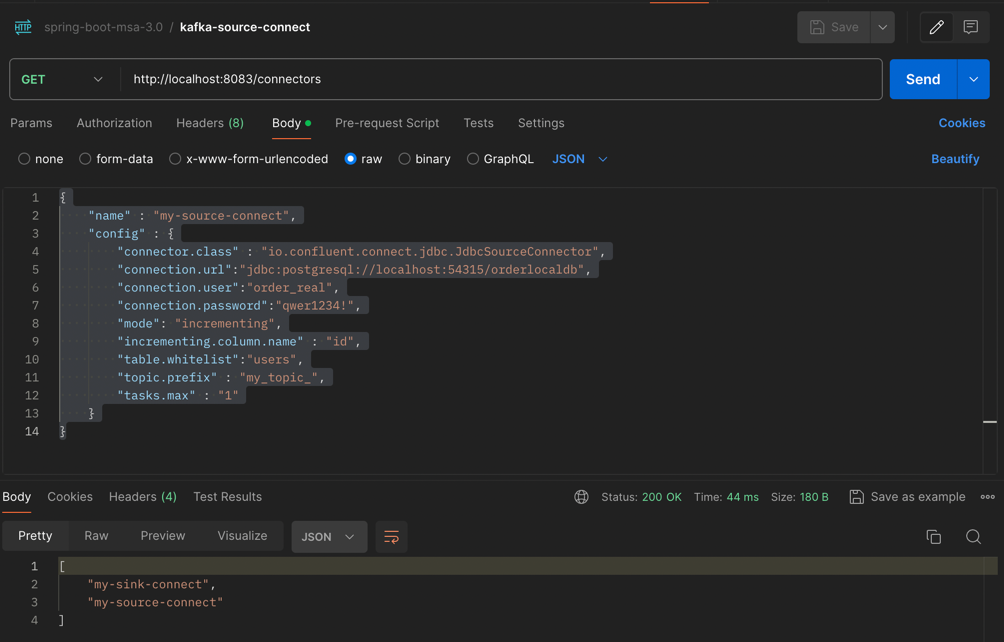 HTTP spring-boot-msa-3.0 / kafka-source-connect Save
GET http://localhost:8083/connectors Send
Params Authorization Headers (8) Body Pre-request Script Tests Settings Cookies
none form-data x-www-form-urlencoded raw binary GraphQL JSON Beautify
1 {
2 "name" : "my-source-connect",
3 "config" : {
4 "connector.class" : "io.confluent.connect.jdbc.JdbcSourceConnector",
5 "connection.url":"jdbc:postgresql://localhost:54315/orderlocaldb",
6 "connection.user":"order_real",
7 "connection.password":"qwer1234!",
8 "mode": "incrementing",
9 "incrementing.column.name" : "id",
10 "table.whitelist":"users",
11 "topic.prefix" : "my_topic_",
12 "tasks.max" : "1"
13 }
14 }
Body Cookies Headers (4) Test Results Status: 200 OK Time: 44 ms Size: 180 B Save as example
Pretty Raw Preview Visualize JSON
1 [
2 "my-sink-connect",
3 "my-source-connect"
4 ]